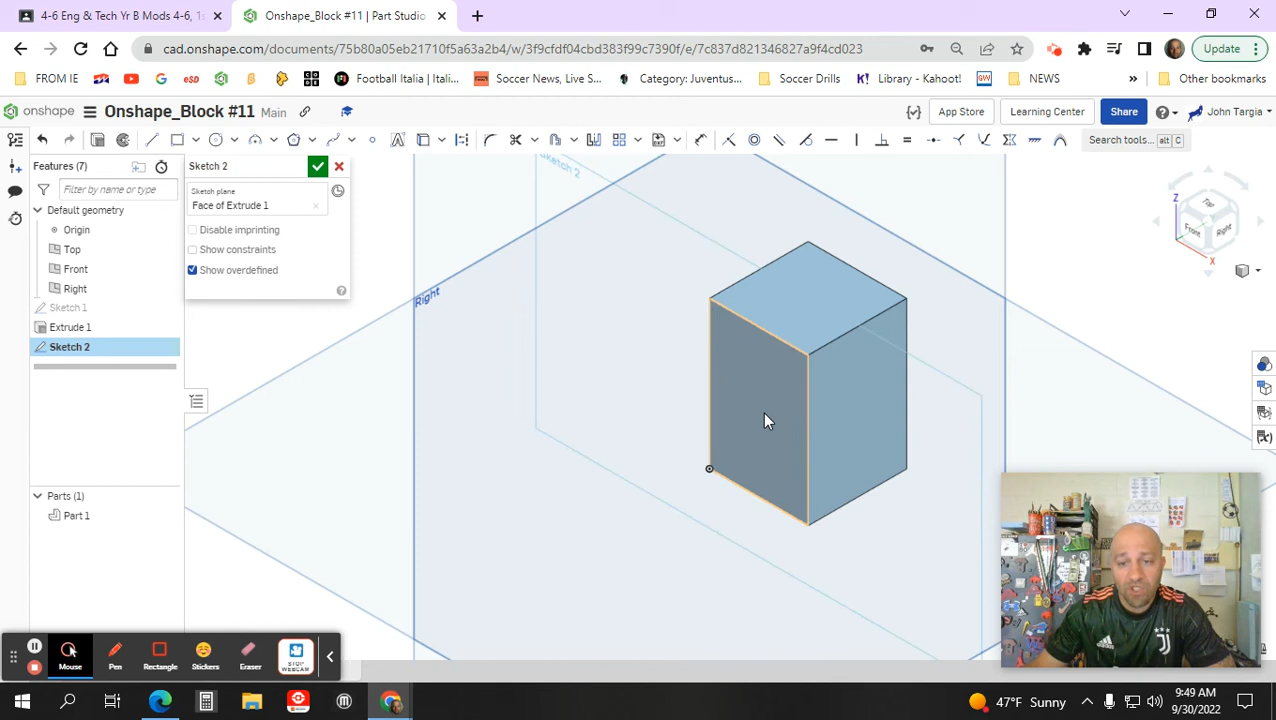 4-6 Eng & Tech Yr B Mods 4-6, 1s
Onshape_Block #11 | Part Studio
cad.onshape.com/documents/75b80a05eb21710f5a3a2b4/w/3f9cfdf04cbd383f99c7390f/e/7c837d821346827a9f4cd023
Update
FROM IE
YouTube
Football Italia | Itali...
Soccer News, Live S...
Category: Juventus...
Soccer Drills
Library - Kahoot!
NEWS
Other bookmarks
onshape
Onshape_Block #11
Main
App Store
Learning Center
Share
John Targia
Search tools...
alt
C
Features (7)
Filter by name or type
Default geometry
Origin
Top
Front
Right
Sketch 1
Extrude 1
Sketch 2
Parts (1)
Part 1
Sketch 2
Sketch plane
Face of Extrude 1
Disable imprinting
Show constraints
Show overdefined
Sketch 2
Right
Z
Top
Front
Right
X
Mouse
Pen
Rectangle
Stickers
Eraser
STOP WEBCAM
47°F Sunny
9:49 AM
9/30/2022